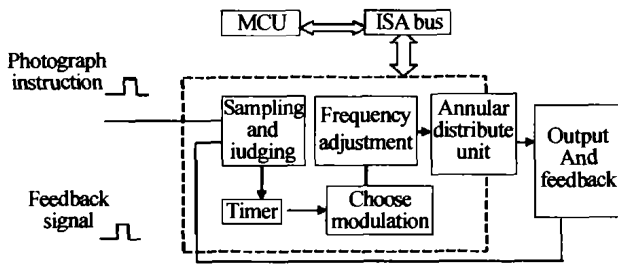 MCU
ISA bus
Photograph
instruction
Sampling
and
iudging
Frequency
adjustment
Annular
distribute
unit
Output
And
feedback
Feedback
signal
Timer
Choose
modulation